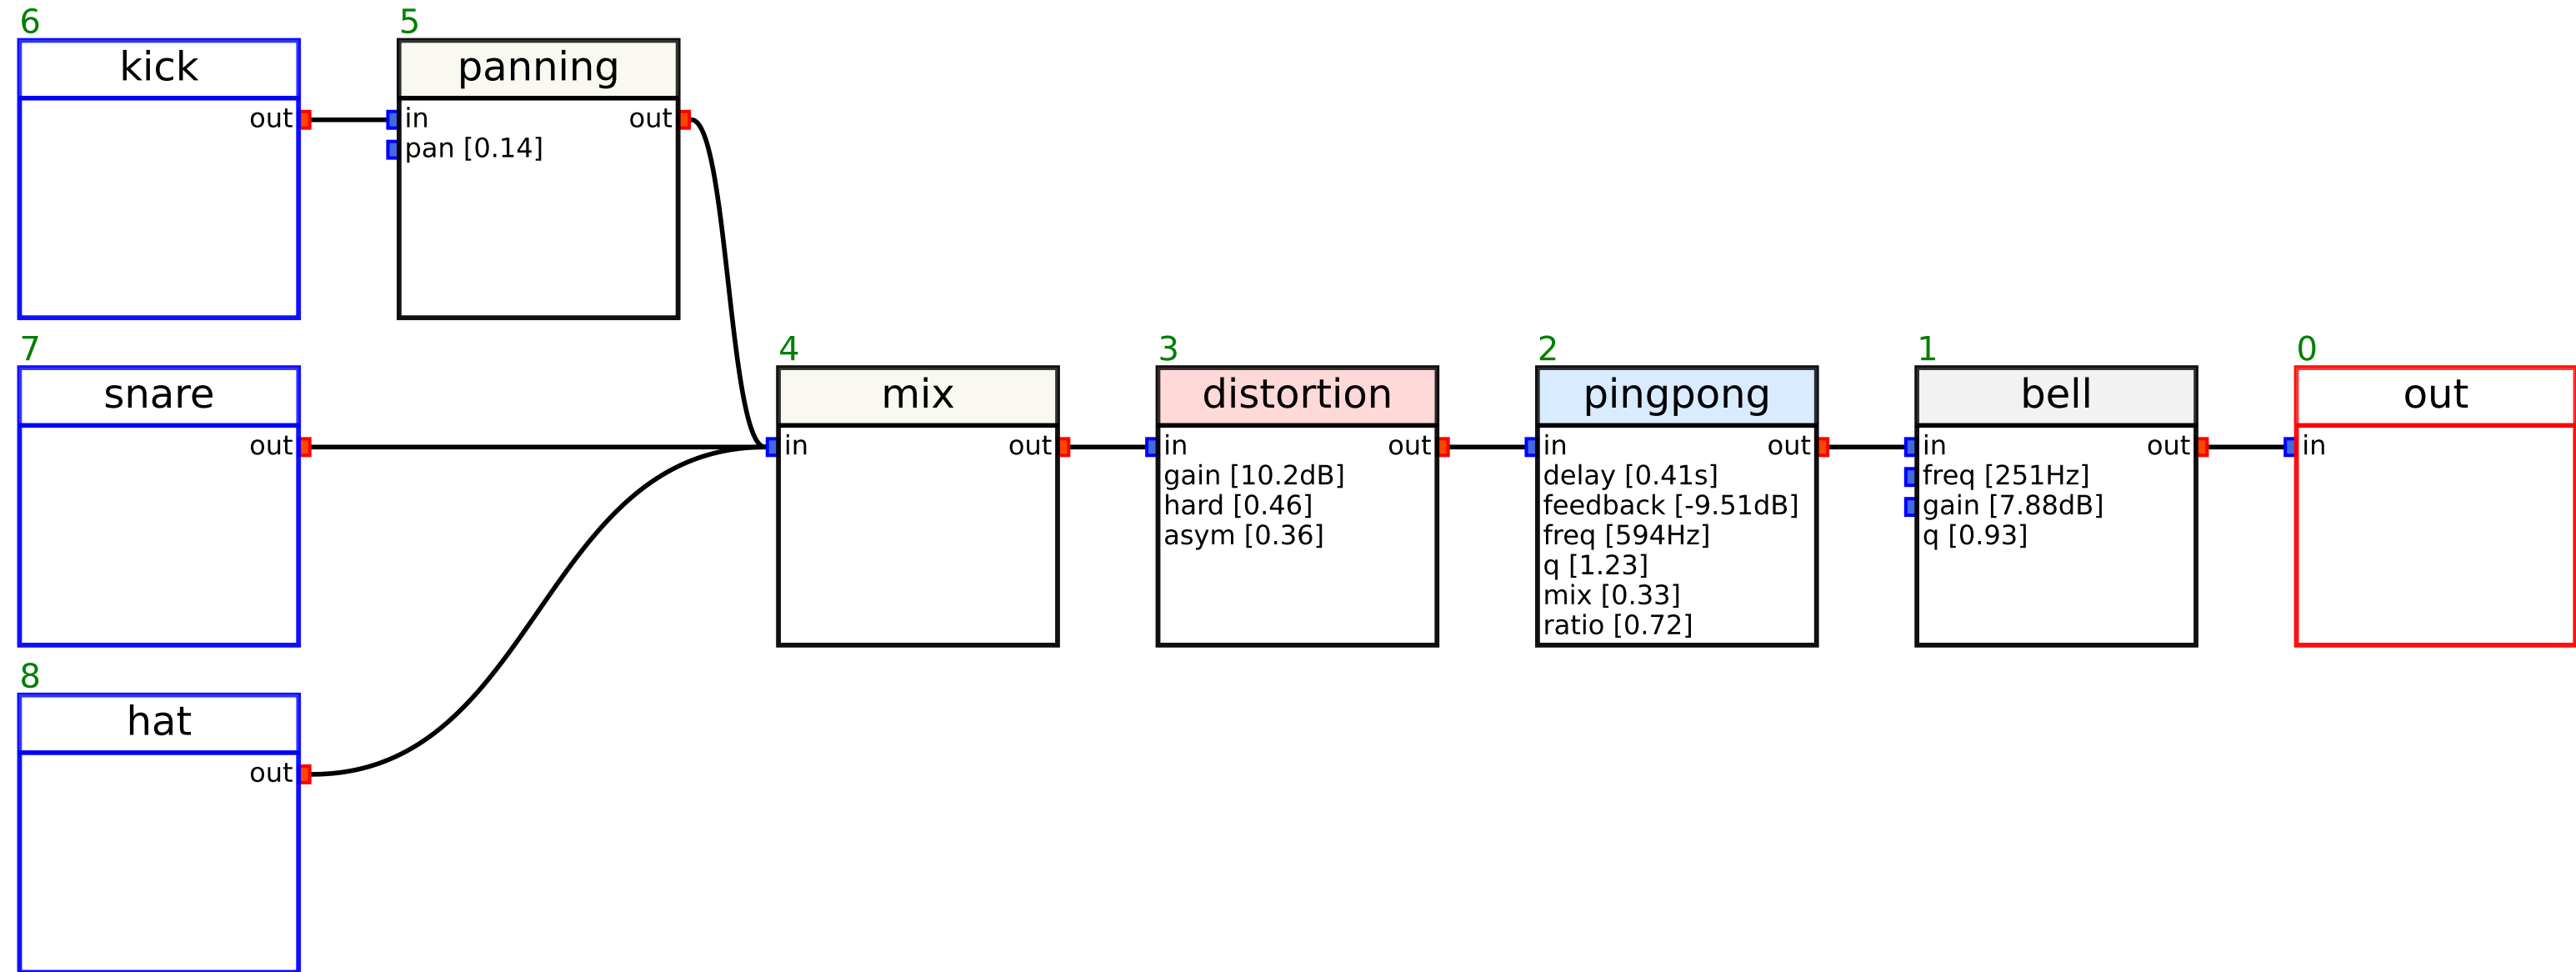 6
kick
out
5
panning
in out
pan [0.14]
7
snare
out
8
hat
out
4
mix
in out
3
distortion
in out
gain [10.2dB]
hard [0.46]
asym [0.36]
2
pingpong
in out
delay [0.41s]
feedback [-9.51dB]
freq [594Hz]
q [1.23]
mix [0.33]
ratio [0.72]
1
bell
in out
freq [251Hz]
gain [7.88dB]
q [0.93]
0
out
in